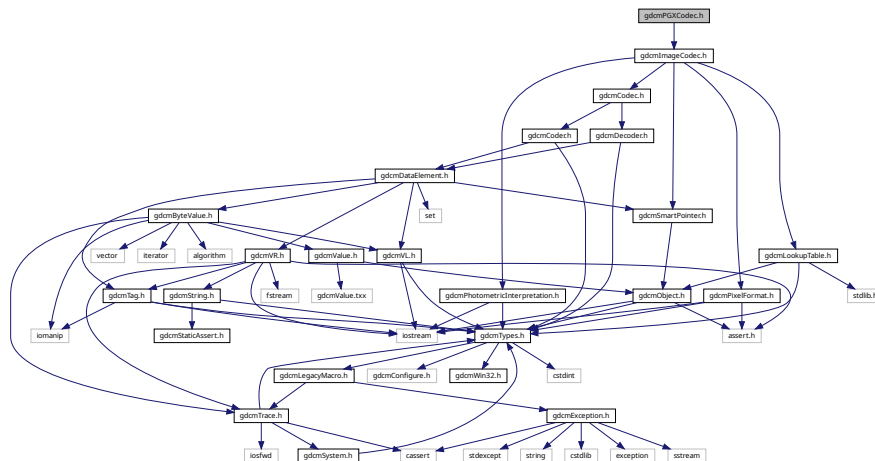 gdcmPGXCodec.h
gdcmImageCodec.h
gdcmCodec.h
gdcmCoder.h
gdcmDecoder.h
gdcmDataElement.h
gdcmByteValue.h
set
gdcmSmartPointer.h
vector
iterator
algorithm
gdcmVR.h
gdcmValue.h
gdcmVL.h
gdcmLookupTable.h
gdcmTag.h
gdcmString.h
fstream
gdcmValue.txx
gdcmPhotometricInterpretation.h
gdcmObject.h
gdcmPixelFormat.h
stdlib.h
iomanip
gdcmStaticAssert.h
iostream
gdcmTypes.h
assert.h
gdcmLegacyMacro.h
gdcmConfigure.h
gdcmWin32.h
cstdint
gdcmTrace.h
gdcmException.h
iosfwd
gdcmSystem.h
cassert
stdexcept
string
cstdlib
exception
sstream